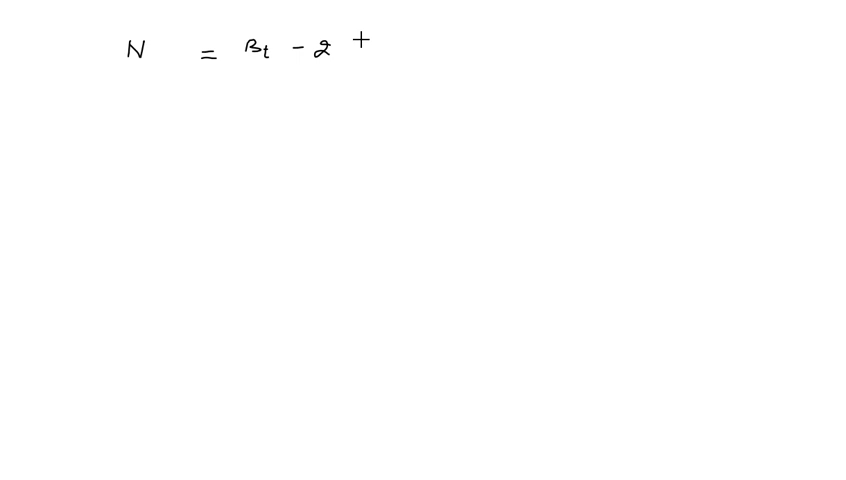 N = Bt - 2 +